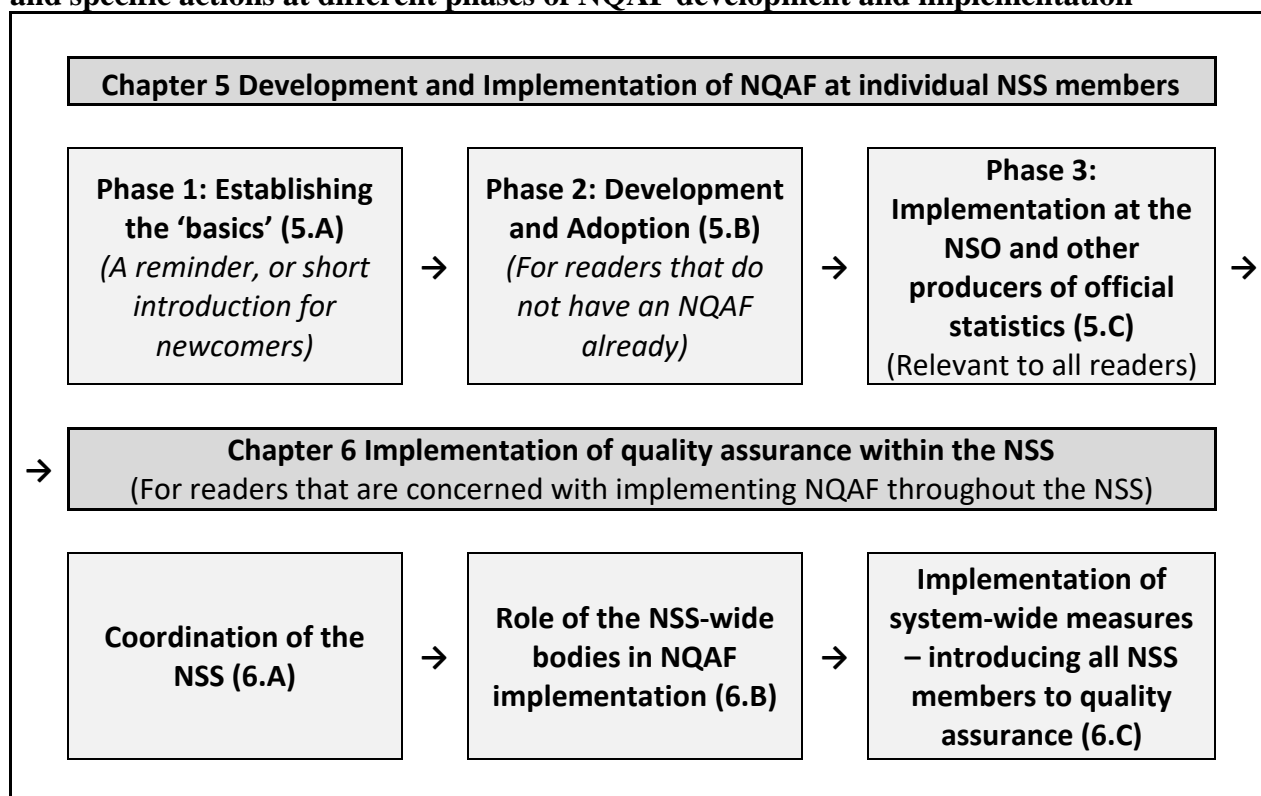 and specific actions at different phases of NQAF development and implementation
Chapter 5 Development and Implementation of NQAF at individual NSS members
Phase 1: Establishing
the ‘basics’ (5.A)
(A reminder, or short
introduction for
newcomers)
→
Phase 2: Development
and Adoption (5.B)
(For readers that do
not have an NQAF
already)
→
Phase 3:
Implementation at the
NSO and other
producers of official
statistics (5.C)
(Relevant to all readers)
→
→
Chapter 6 Implementation of quality assurance within the NSS
(For readers that are concerned with implementing NQAF throughout the NSS)
Coordination of the
NSS (6.A)
→
Role of the NSS-wide
bodies in NQAF
implementation (6.B)
→
Implementation of
system-wide measures
– introducing all NSS
members to quality
assurance (6.C)